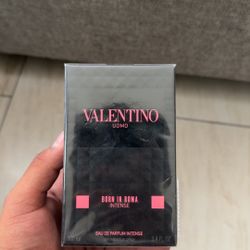 VALENTINO
UOMO
BORN IN ROMA
INTENSE
EAU DE PARFUM INTENSE